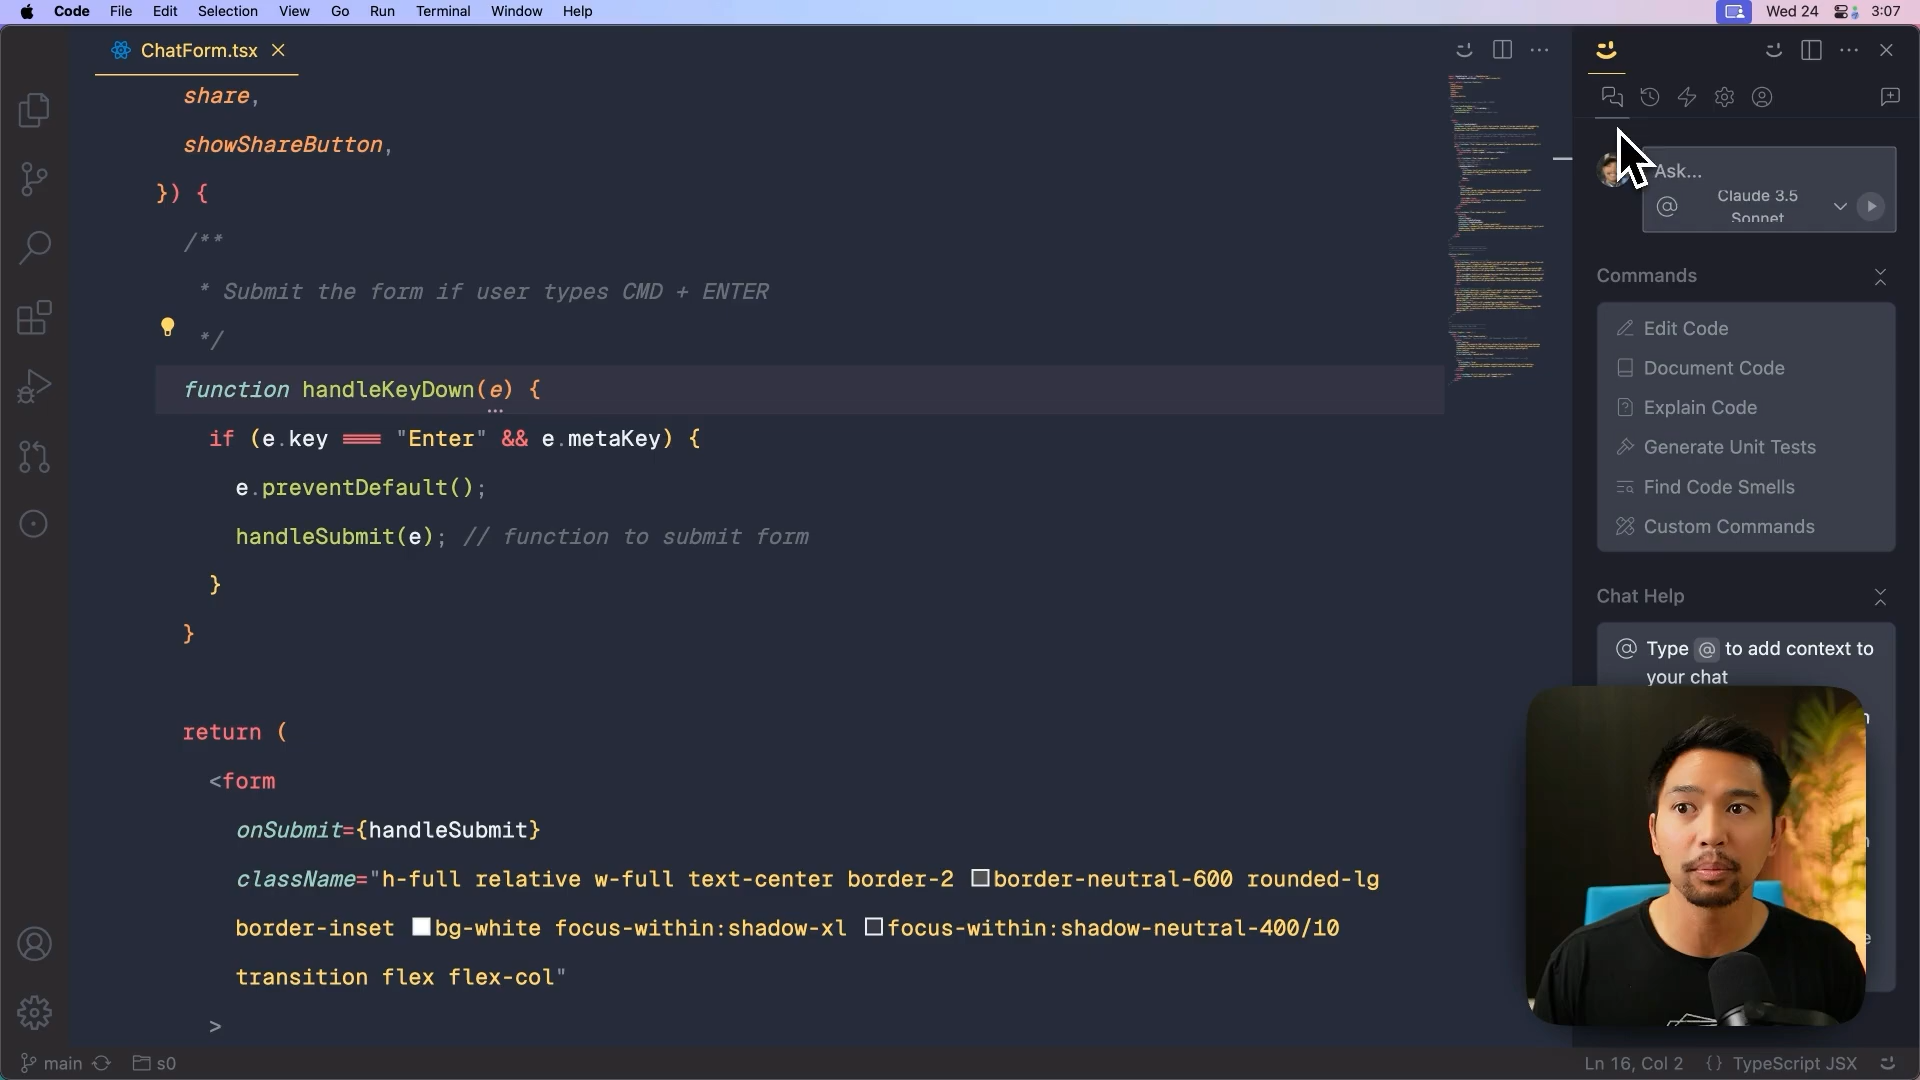 Code File Edit Selection View Go Run Terminal Window Help Wed 24 3:07
ChatForm.tsx
share,
showShareButton,
}) {
/**
* Submit the form if user types CMD + ENTER
*/
function handleKeyDown(e) {
if (e.key === "Enter" && e.metaKey) {
e.preventDefault();
handleSubmit(e); // function to submit form
}
}
return (
<form
onSubmit={handleSubmit}
className="h-full relative w-full text-center border-2 border-neutral-600 rounded-lg
border-inset bg-white focus-within:shadow-xl focus-within:shadow-neutral-400/10
transition flex flex-col"
>
Ask...
@ Claude 3.5
Sonnet
Commands
Edit Code
Document Code
Explain Code
Generate Unit Tests
Find Code Smells
Custom Commands
Chat Help
@ Type @ to add context to
your chat
main s0 Ln 16, Col 2 {} TypeScript JSX